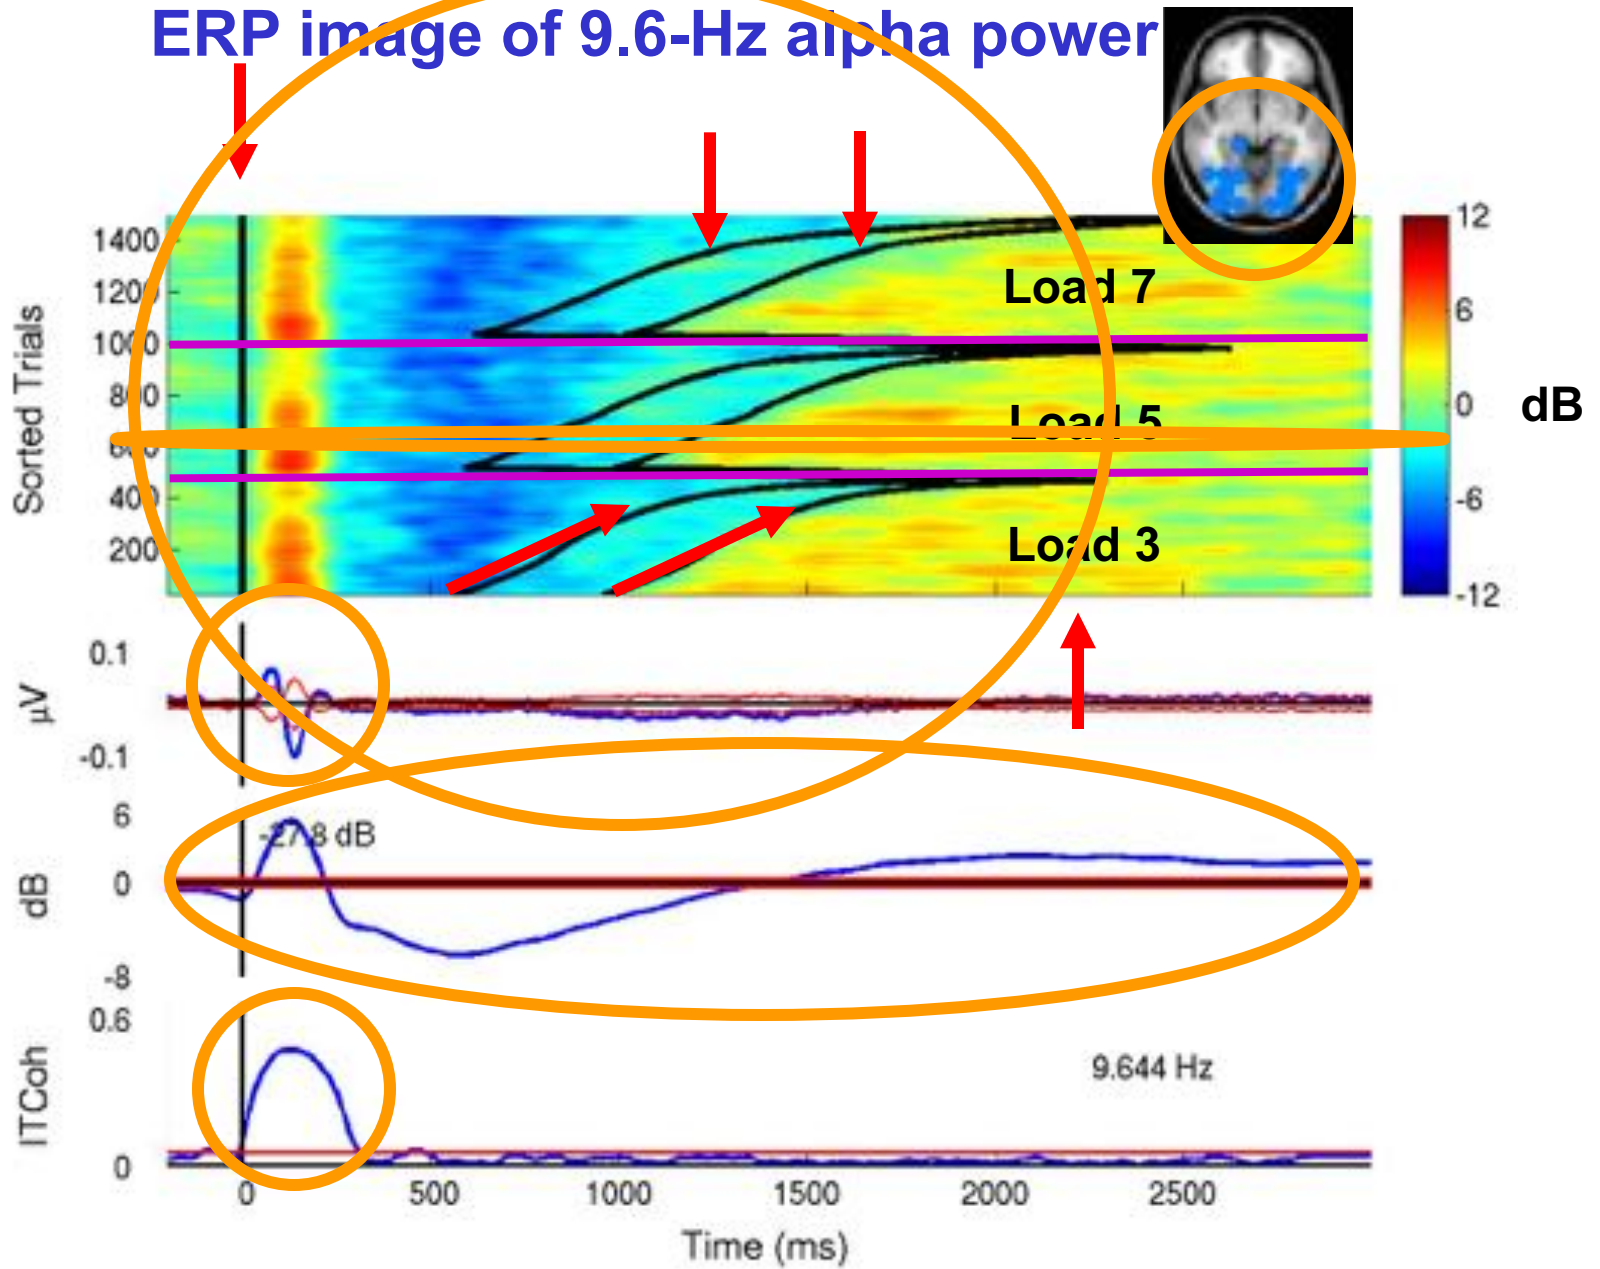 ERP image of 9.6-Hz alpha power
12
6
0
-6
-12
dB
Sorted Trials
1400
1200
1000
800
600
400
200
Load 7
Load 5
Load 3
µV
0.1
-0.1
dB
6
0
-8
-27.8 dB
ITCoh
0.6
0
9.644 Hz
0 500 1000 1500 2000 2500
Time (ms)